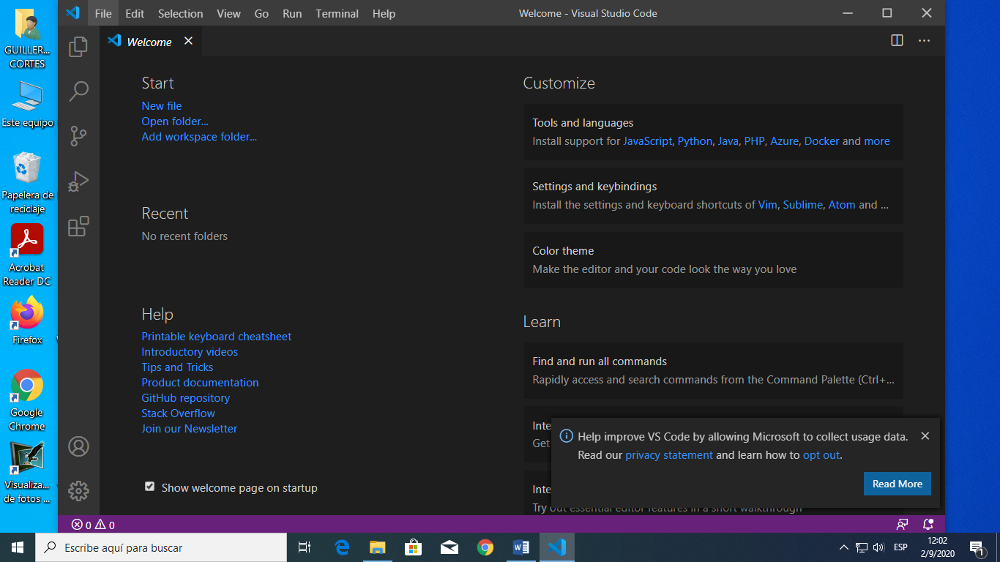 File Edit Selection View Go Run Terminal Help
Welcome - Visual Studio Code
GUILLER...
CORTES
Este equipo
Papelera de
reciclaje
Acrobat
Reader DC
Firefox
Google
Chrome
Visualiza...
de fotos ...
Welcome
Start
New file
Open folder...
Add workspace folder...
Recent
No recent folders
Help
Printable keyboard cheatsheet
Introductory videos
Tips and Tricks
Product documentation
GitHub repository
Stack Overflow
Join our Newsletter
Show welcome page on startup
Customize
Tools and languages
Install support for JavaScript, Python, Java, PHP, Azure, Docker and more
Settings and keybindings
Install the settings and keyboard shortcuts of Vim, Sublime, Atom and ...
Color theme
Make the editor and your code look the way you love
Learn
Find and run all commands
Rapidly access and search commands from the Command Palette (Ctrl+...
Inte
Get
Inte
Try out essential editor features in a short walkthrough
Help improve VS Code by allowing Microsoft to collect usage data.
Read our privacy statement and learn how to opt out.
Read More
0 0
Escribe aquí para buscar
ESP
12:02
2/9/2020
1